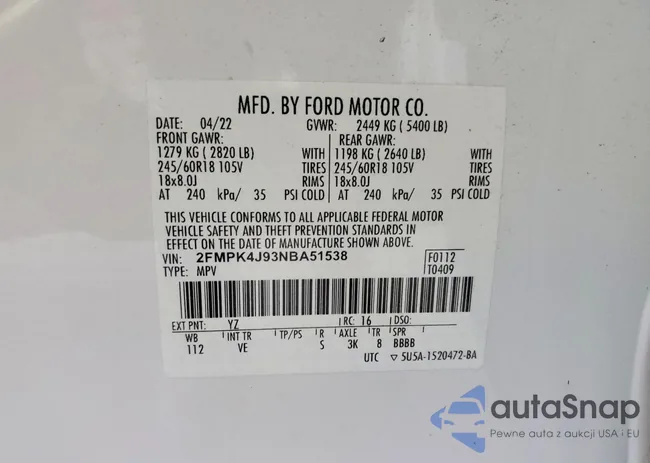 MFD. BY FORD MOTOR CO.
DATE: 04/22 GVWR: 2449 KG ( 5400 LB)
FRONT GAWR: REAR GAWR:
1279 KG ( 2820 LB) WITH 1198 KG ( 2640 LB) WITH
245/60R18 105V TIRES 245/60R18 105V TIRES
18x8.0J RIMS 18x8.0J RIMS
AT 240 kPa/ 35 PSI COLD AT 240 kPa/ 35 PSI COLD
THIS VEHICLE CONFORMS TO ALL APPLICABLE FEDERAL MOTOR
VEHICLE SAFETY AND THEFT PREVENTION STANDARDS IN
EFFECT ON THE DATE OF MANUFACTURE SHOWN ABOVE.
VIN: 2FMPK4J93NBA51538 F0112
TYPE: MPV T0409
EXT PNT: YZ RC: 16 DSO:
WB INT TR TP/PS R AXLE TR SPR
112 VE S 3K 8 BBBB
UTC ▽ 5U5A-1520472-BA
autaSnap
Pewne auta z aukcji USA i EU